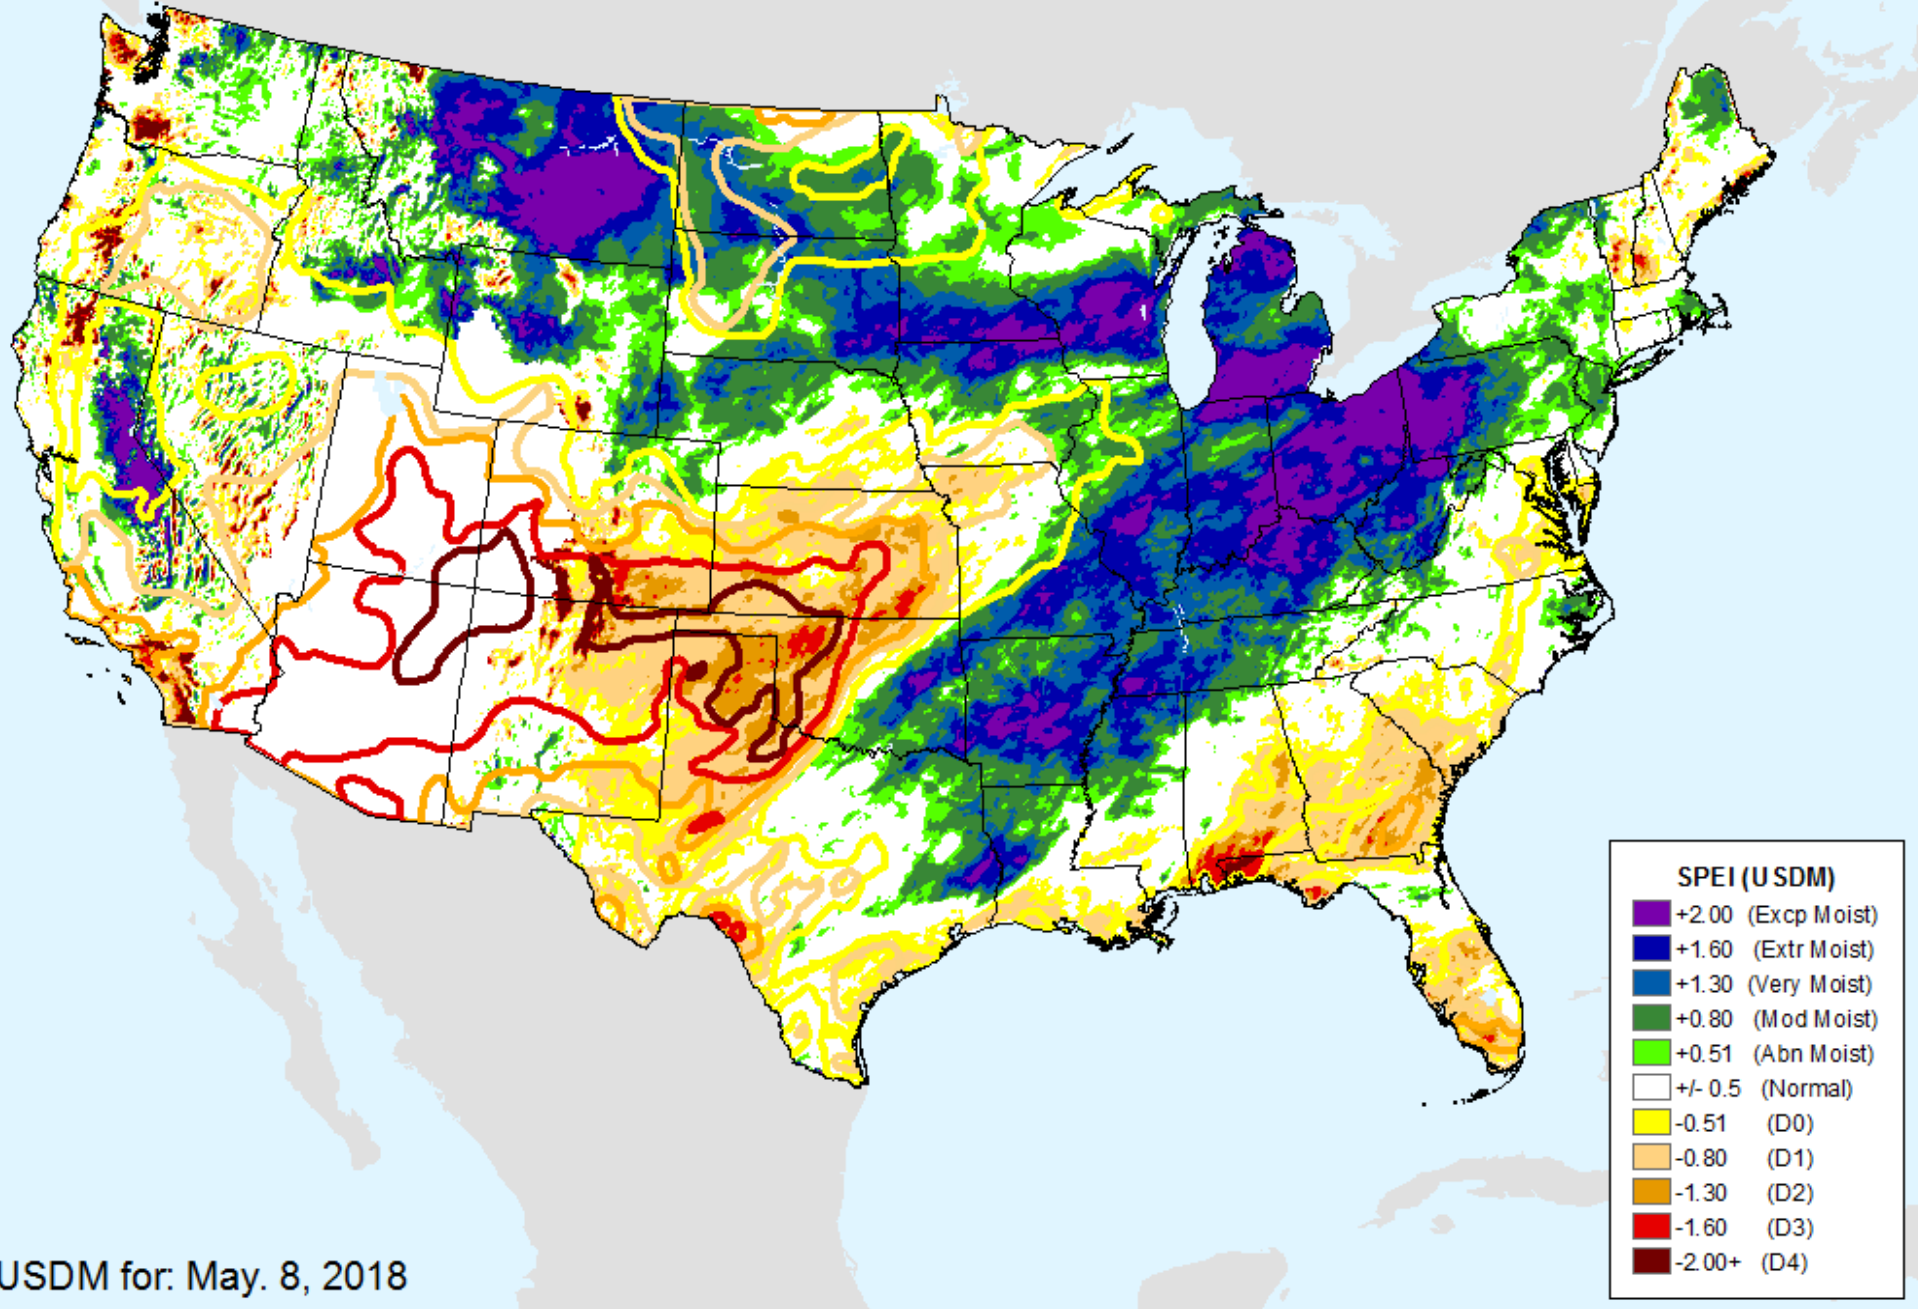 SPEI (USDM)
+2.00 (Excp Moist)
+1.60 (Extr Moist)
+1.30 (Very Moist)
+0.80 (Mod Moist)
+0.51 (Abn Moist)
+/- 0.5 (Normal)
-0.51 (D0)
-0.80 (D1)
-1.30 (D2)
-1.60 (D3)
-2.00+ (D4)
USDM for: May. 8, 2018